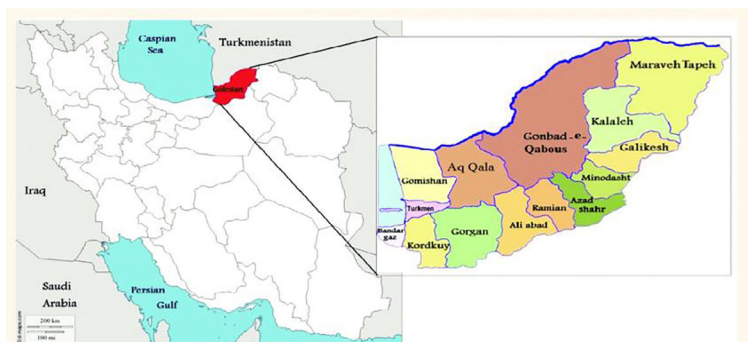 Caspian
Sea
Turkmenistan
Golestan
Iraq
Saudi
Arabia
Persian
Gulf
200 km
100 mi
Maraveh Tapeh
Gonbad-e-
Qabous
Kalaleh
Galikesh
Aq Qala
Minodasht
Gomishan
Azad
shahr
Turkmen
Ramian
Bandar
gaz
Ali abad
Gorgan
Kordkuy